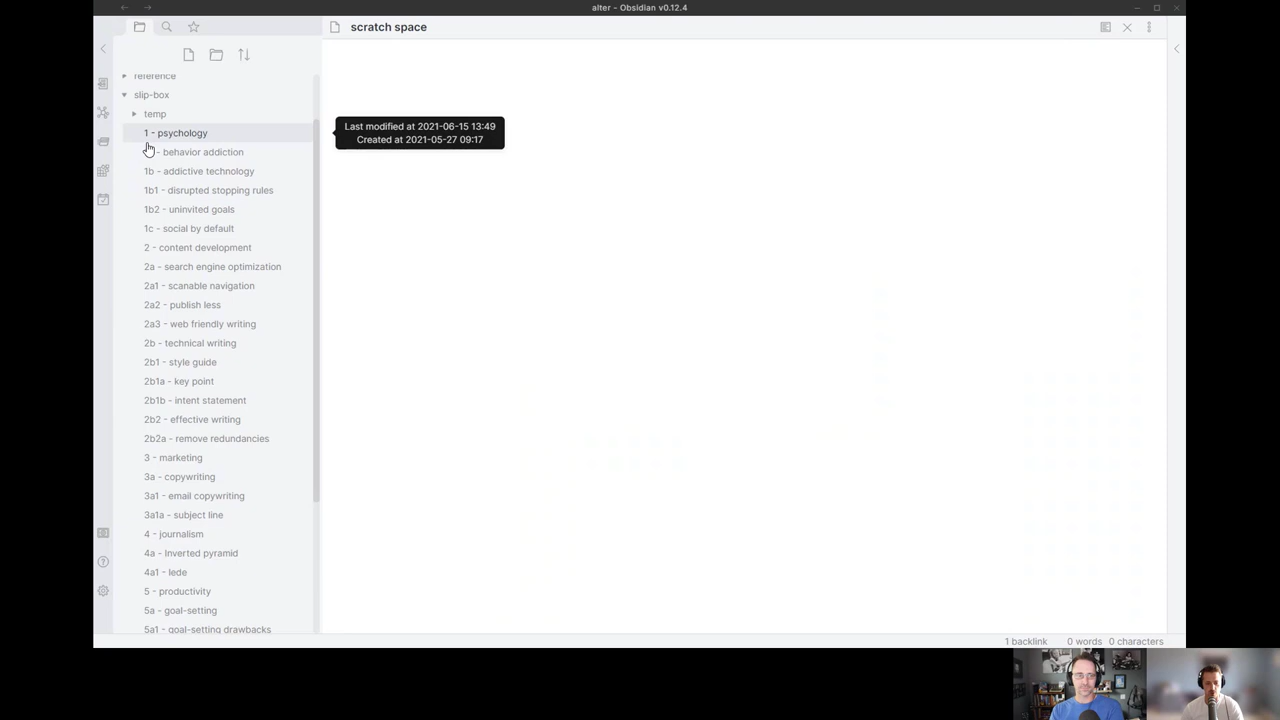 alter - Obsidian v0.12.4
scratch space
reference
slip-box
temp
1 - psychology
Last modified at 2021-06-15 13:49
Created at 2021-05-27 09:17
- behavior addiction
1b - addictive technology
1b1 - disrupted stopping rules
1b2 - uninvited goals
1c - social by default
2 - content development
2a - search engine optimization
2a1 - scanable navigation
2a2 - publish less
2a3 - web friendly writing
2b - technical writing
2b1 - style guide
2b1a - key point
2b1b - intent statement
2b2 - effective writing
2b2a - remove redundancies
3 - marketing
3a - copywriting
3a1 - email copywriting
3a1a - subject line
4 - journalism
4a - Inverted pyramid
4a1 - lede
5 - productivity
5a - goal-setting
5a1 - goal-setting drawbacks
1 backlink 0 words 0 characters